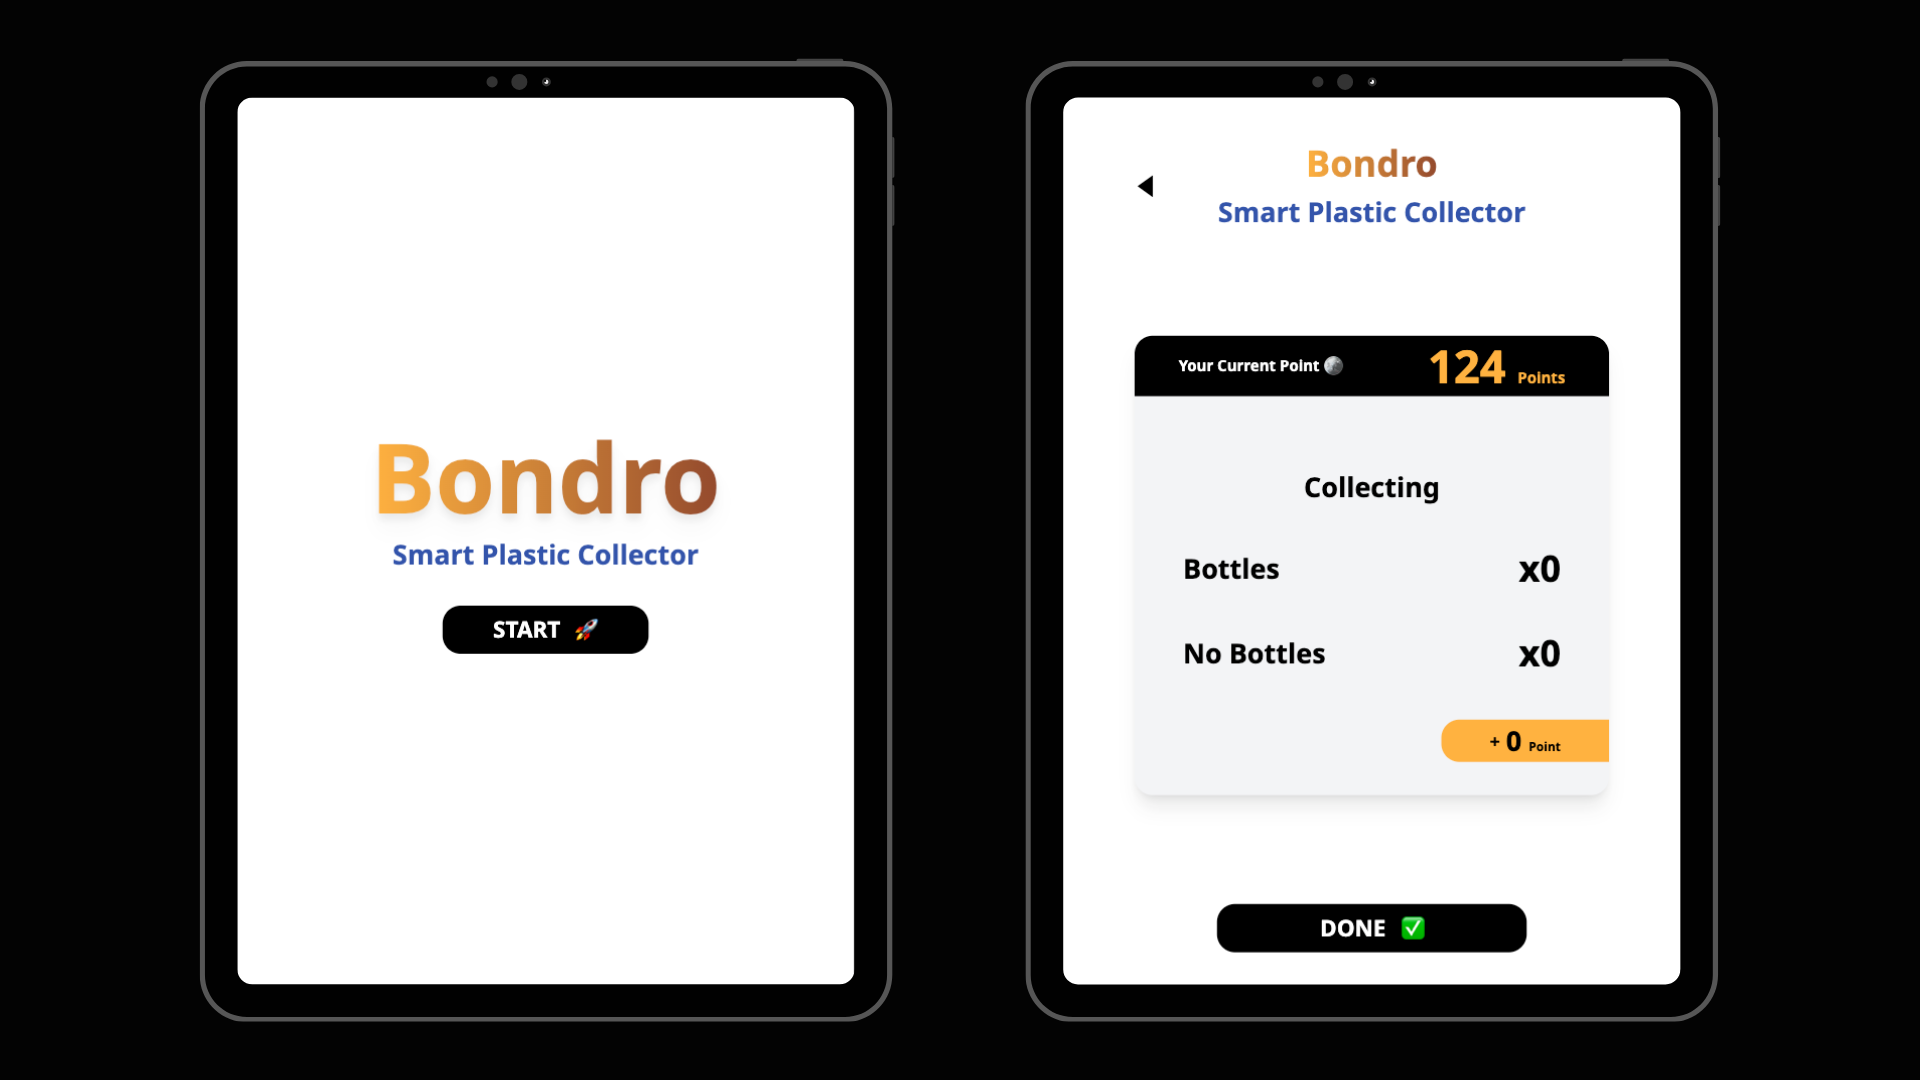 Bondro
Smart Plastic Collector
START 🚀
Bondro
Smart Plastic Collector
Your Current Point 124 Points
Collecting
Bottles x0
No Bottles x0
+ 0 Point
DONE ✅